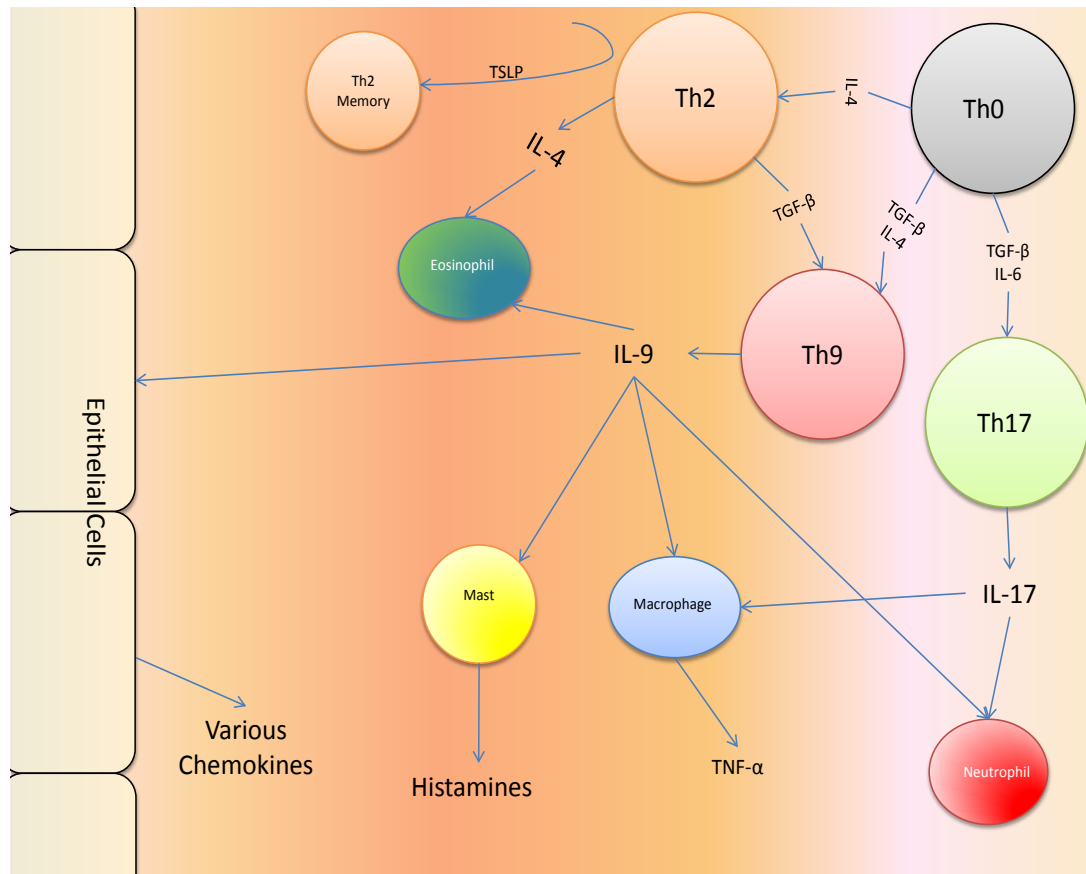 TSLP
Th2
Memory
Th2
IL-4
Th0
IL-4
TGF-β
TGF-β
IL-4
TGF-β
IL-6
Eosinophil
IL-9
Th9
Th17
Epithelial Cells
Mast
Macrophage
IL-17
Various
Chemokines
Histamines
TNF-α
Neutrophil